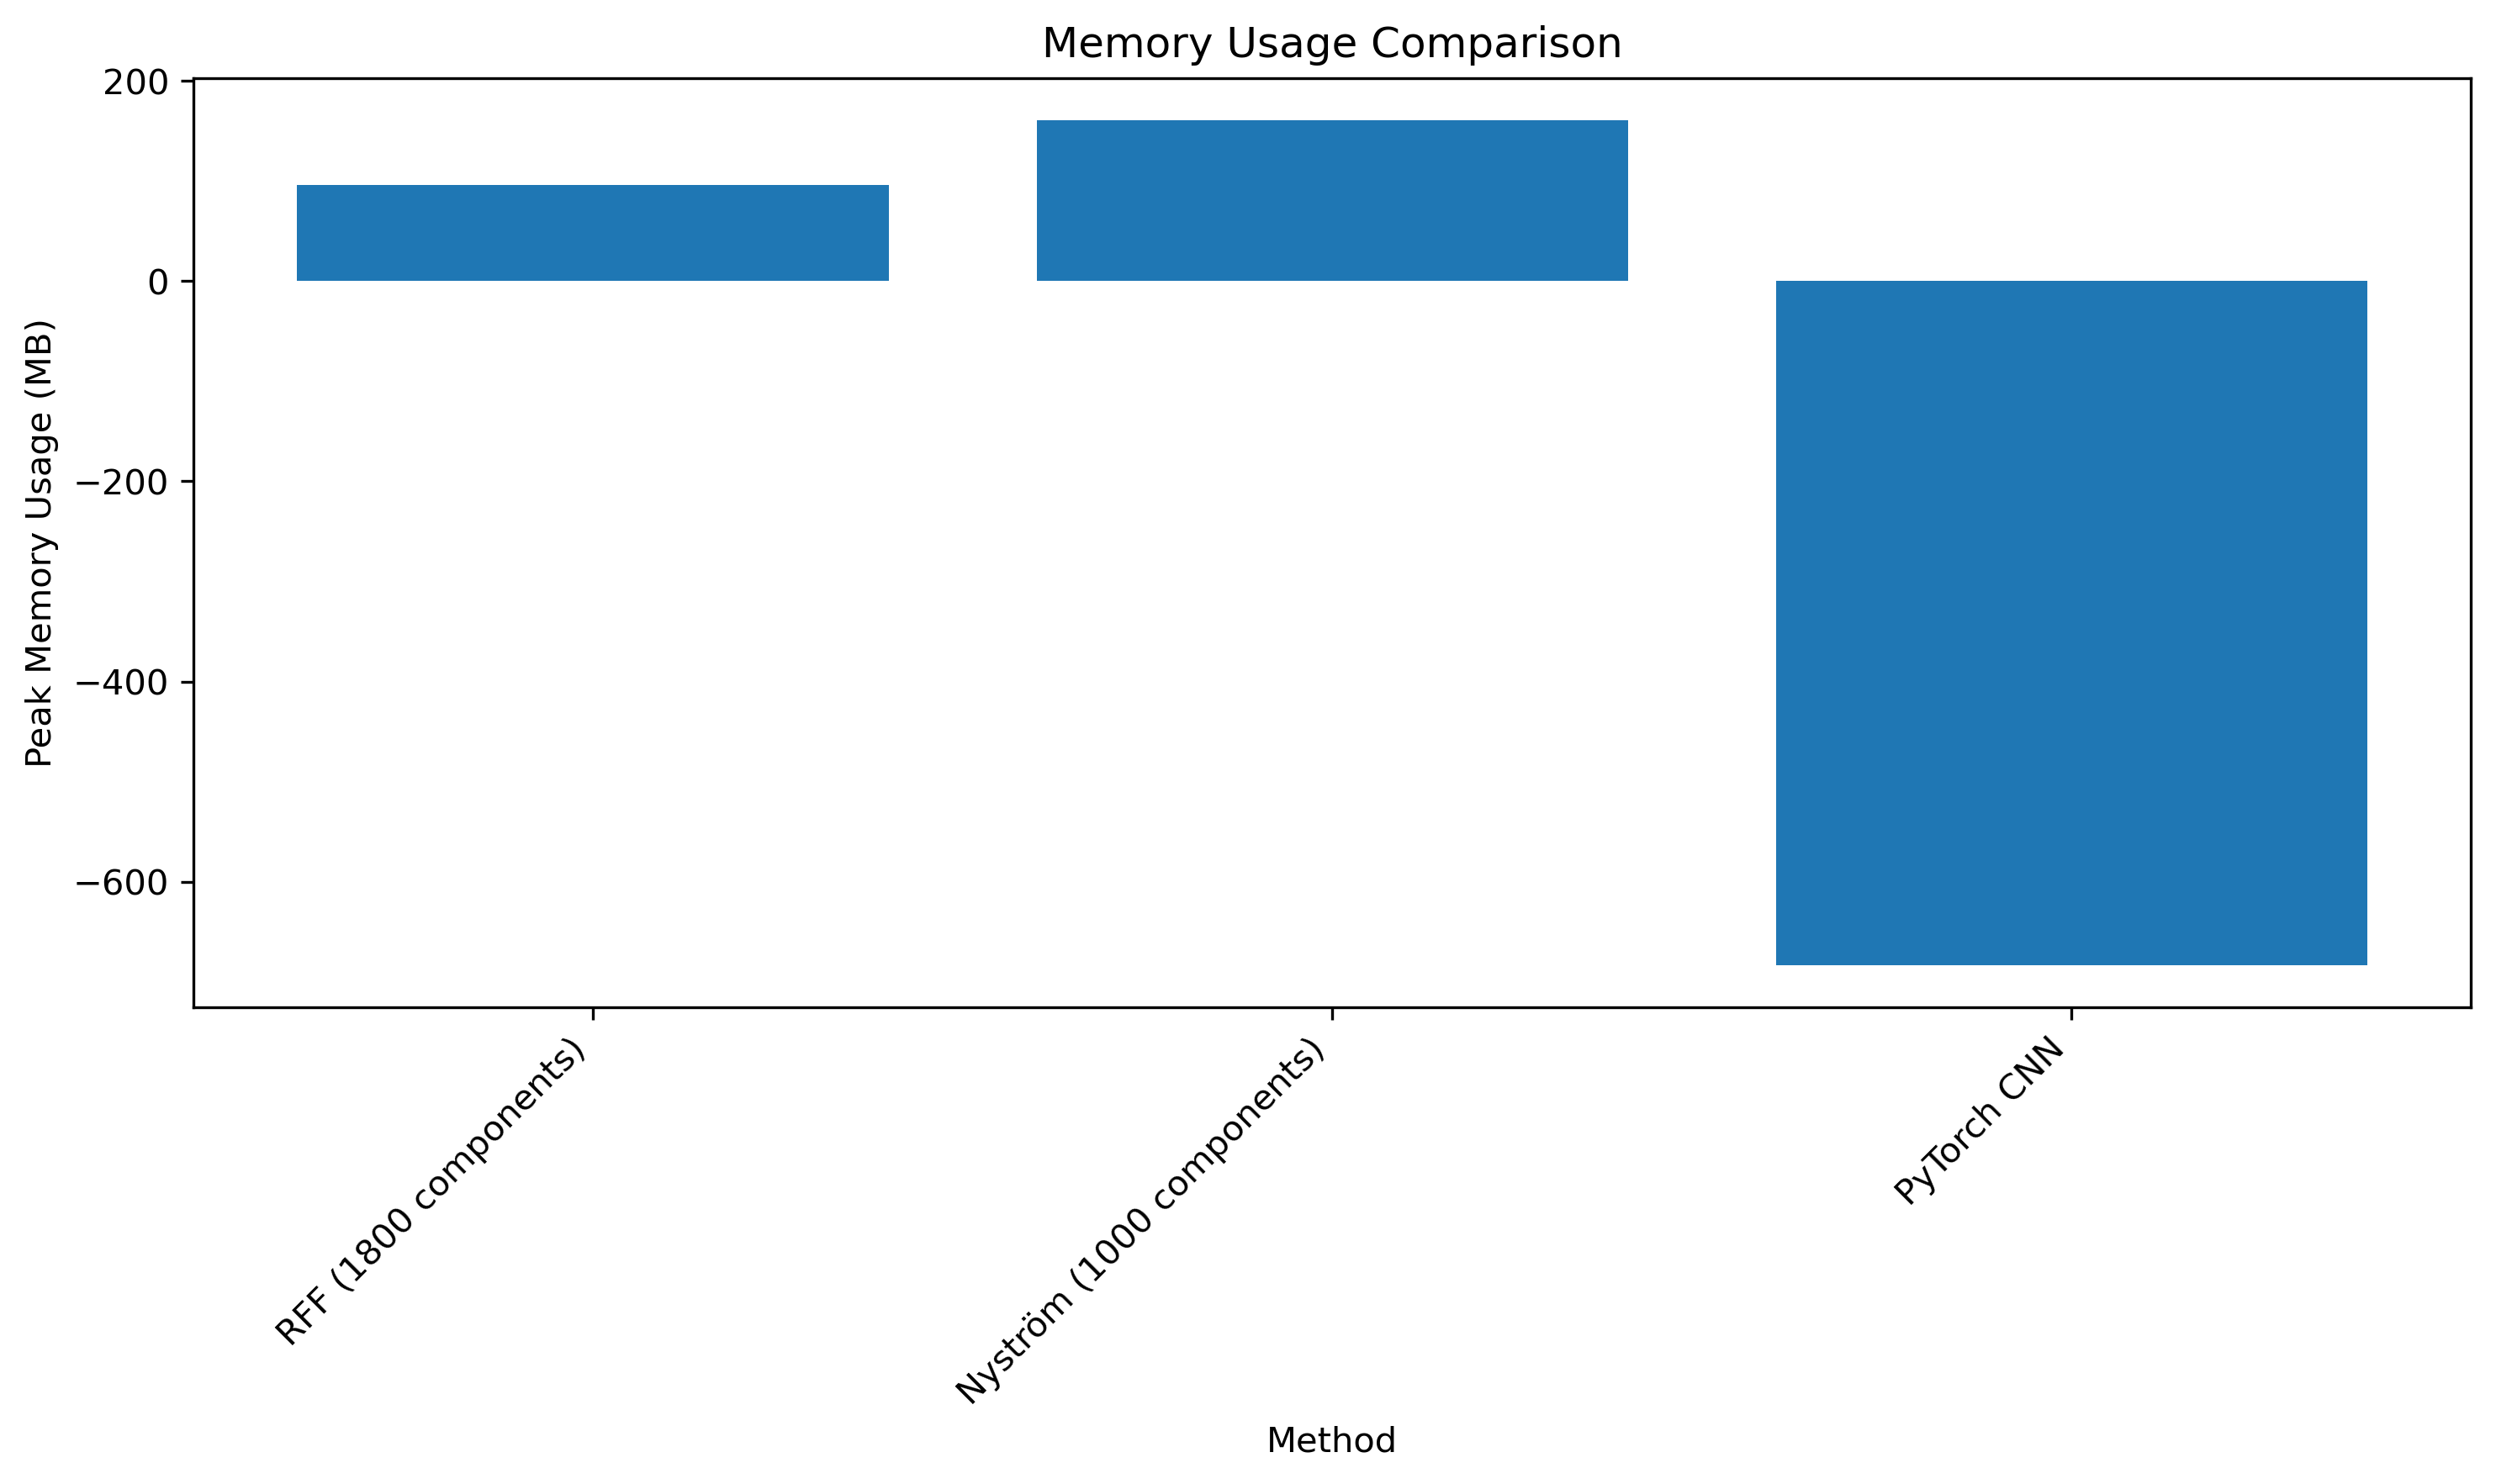 Memory Usage Comparison
Peak Memory Usage (MB)
200
0
−200
−400
−600
RFF (1800 components)
Nyström (1000 components)
PyTorch CNN
Method